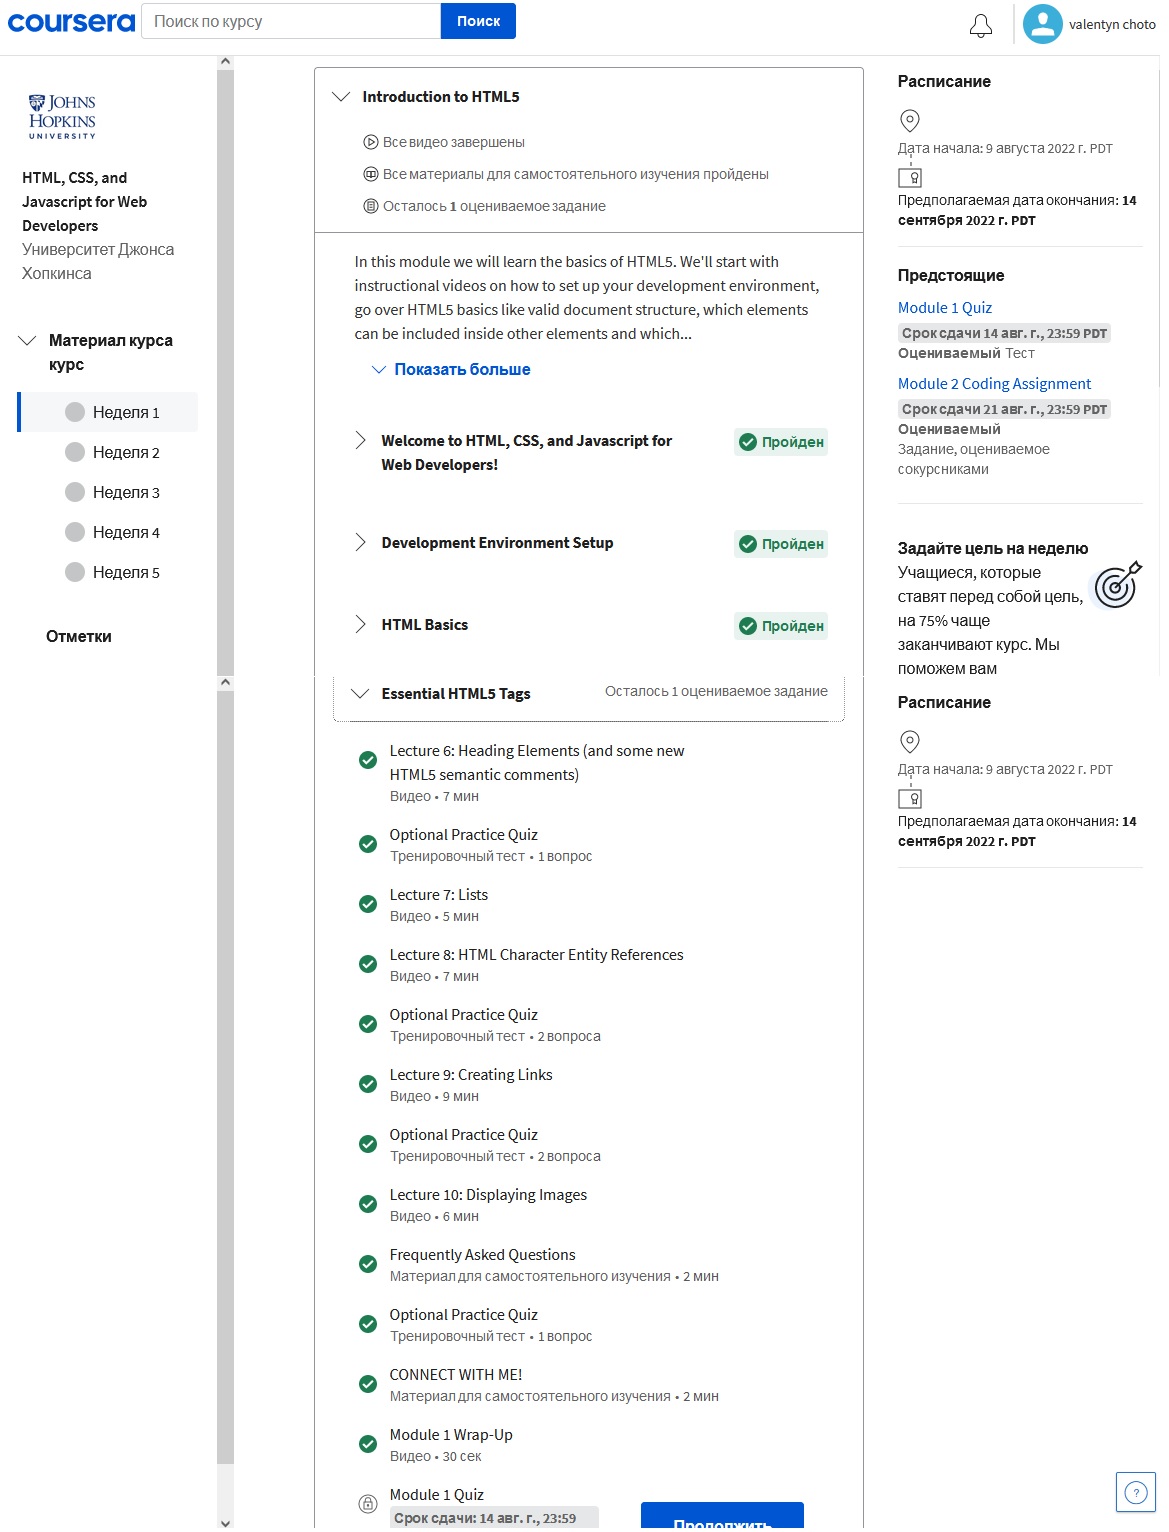 coursera
Поиск по курсу
Поиск
valentyn choto
JOHNS
HOPKINS
UNIVERSITY
HTML, CSS, and
Javascript for Web
Developers
Университет Джонса
Хопкинса
Материал курса
курс
Неделя 1
Неделя 2
Неделя 3
Неделя 4
Неделя 5
Отметки
Introduction to HTML5
Все видео завершены
Все материалы для самостоятельного изучения пройдены
Осталось 1 оцениваемое задание
In this module we will learn the basics of HTML5. We'll start with
instructional videos on how to set up your development environment,
go over HTML5 basics like valid document structure, which elements
can be included inside other elements and which...
Показать больше
Welcome to HTML, CSS, and Javascript for
Web Developers!
Пройден
Development Environment Setup
Пройден
HTML Basics
Пройден
Essential HTML5 Tags
Осталось 1 оцениваемое задание
Lecture 6: Heading Elements (and some new
HTML5 semantic comments)
Видео • 7 мин
Optional Practice Quiz
Тренировочный тест • 1 вопрос
Lecture 7: Lists
Видео • 5 мин
Lecture 8: HTML Character Entity References
Видео • 7 мин
Optional Practice Quiz
Тренировочный тест • 2 вопроса
Lecture 9: Creating Links
Видео • 9 мин
Optional Practice Quiz
Тренировочный тест • 2 вопроса
Lecture 10: Displaying Images
Видео • 6 мин
Frequently Asked Questions
Материал для самостоятельного изучения • 2 мин
Optional Practice Quiz
Тренировочный тест • 1 вопрос
CONNECT WITH ME!
Материал для самостоятельного изучения • 2 мин
Module 1 Wrap-Up
Видео • 30 сек
Module 1 Quiz
Срок сдачи: 14 авг. г., 23:59
Продолжить
Расписание
Дата начала: 9 августа 2022 г. PDT
Предполагаемая дата окончания: 14
сентября 2022 г. PDT
Предстоящие
Module 1 Quiz
Срок сдачи 14 авг. г., 23:59 PDT
Оцениваемый Тест
Module 2 Coding Assignment
Срок сдачи 21 авг. г., 23:59 PDT
Оцениваемый
Задание, оцениваемое
сокурсниками
Задайте цель на неделю
Учащиеся, которые
ставят перед собой цель,
на 75% чаще
заканчивают курс. Мы
поможем вам
Расписание
Дата начала: 9 августа 2022 г. PDT
Предполагаемая дата окончания: 14
сентября 2022 г. PDT
?